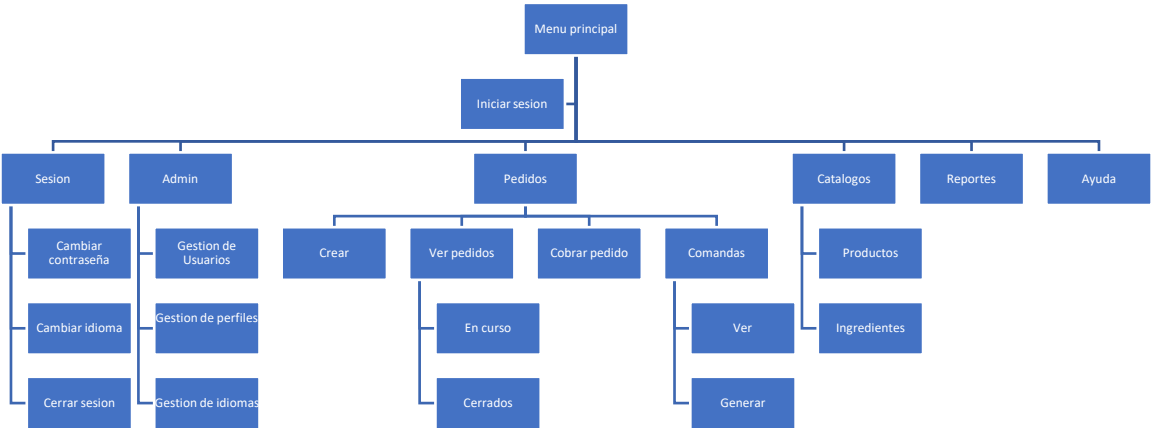 Menu principal
Iniciar sesion
Sesion
Admin
Pedidos
Catalogos
Reportes
Ayuda
Cambiar
contraseña
Gestion de
Usuarios
Crear
Ver pedidos
Cobrar pedido
Comandas
Productos
Cambiar idioma
Gestion de perfiles
En curso
Ver
Ingredientes
Cerrar sesion
Gestion de idiomas
Cerrados
Generar